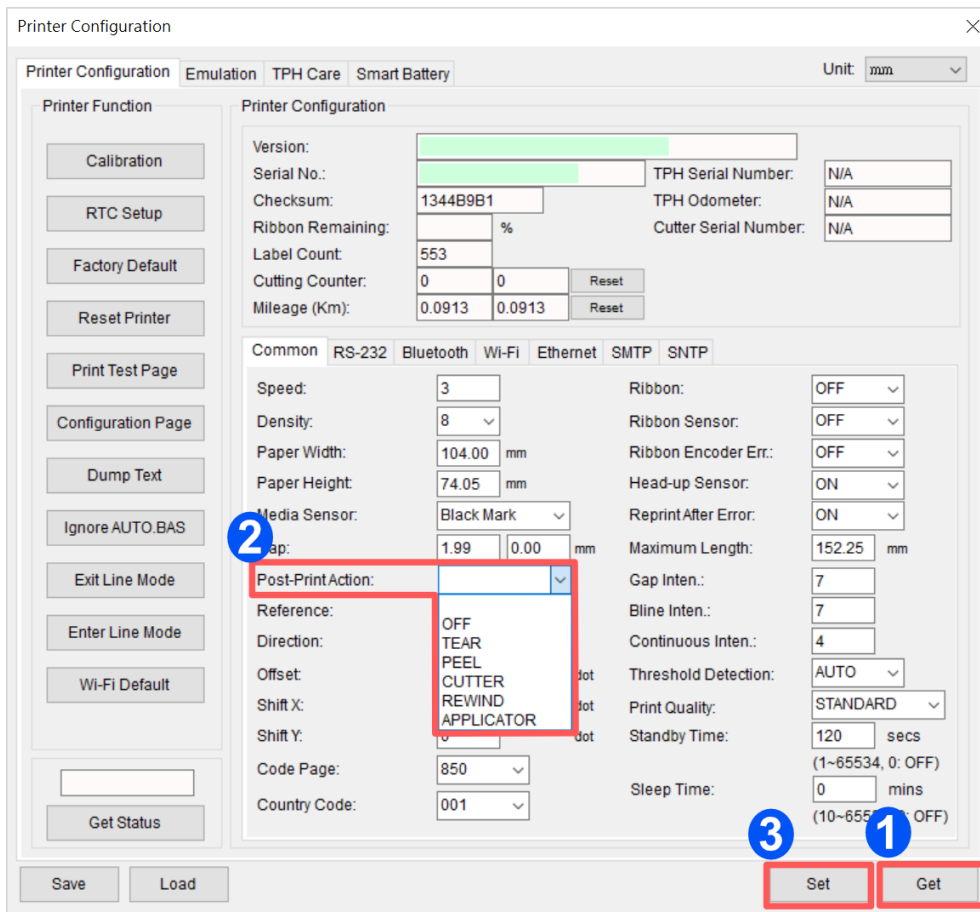 Printer Configuration
Printer Configuration Emulation TPH Care Smart Battery Unit: mm
Printer Function
Calibration
RTC Setup
Factory Default
Reset Printer
Print Test Page
Configuration Page
Dump Text
Ignore AUTO.BAS
Exit Line Mode
Enter Line Mode
Wi-Fi Default
Get Status
Printer Configuration
Version:
Serial No.: TPH Serial Number: N/A
Checksum: 1344B9B1 TPH Odometer: N/A
Ribbon Remaining: % Cutter Serial Number: N/A
Label Count: 553
Cutting Counter: 0 0 Reset
Mileage (Km): 0.0913 0.0913 Reset
Common RS-232 Bluetooth Wi-Fi Ethernet SMTP SNTP
Speed: 3
Density: 8
Paper Width: 104.00 mm
Paper Height: 74.05 mm
Media Sensor: Black Mark
2
1.99 0.00 mm
Post-Print Action:
OFF
TEAR
PEEL
CUTTER
REWIND
APPLICATOR
Reference:
Direction:
Offset: dot
Shift X: dot
Shift Y: 0 dot
Code Page: 850
Country Code: 001
Ribbon: OFF
Ribbon Sensor: OFF
Ribbon Encoder Err.: OFF
Head-up Sensor: ON
Reprint After Error: ON
Maximum Length: 152.25 mm
Gap Inten.: 7
Bline Inten.: 7
Continuous Inten.: 4
Threshold Detection: AUTO
Print Quality: STANDARD
Standby Time: 120 secs
(1~65534, 0: OFF)
Sleep Time: 0 mins
OFF)
3 1
Save Load Set Get